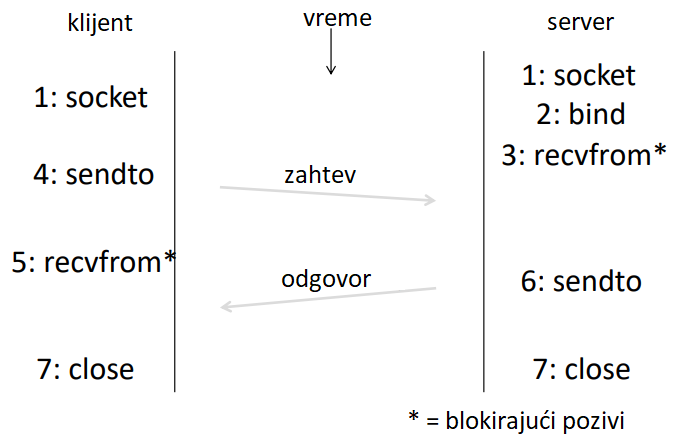 klijent
vreme
server
1: socket
1: socket
2: bind
3: recvfrom*
4: sendto
zahtev
5: recvfrom*
odgovor
6: sendto
7: close
7: close
* = blokirajući pozivi